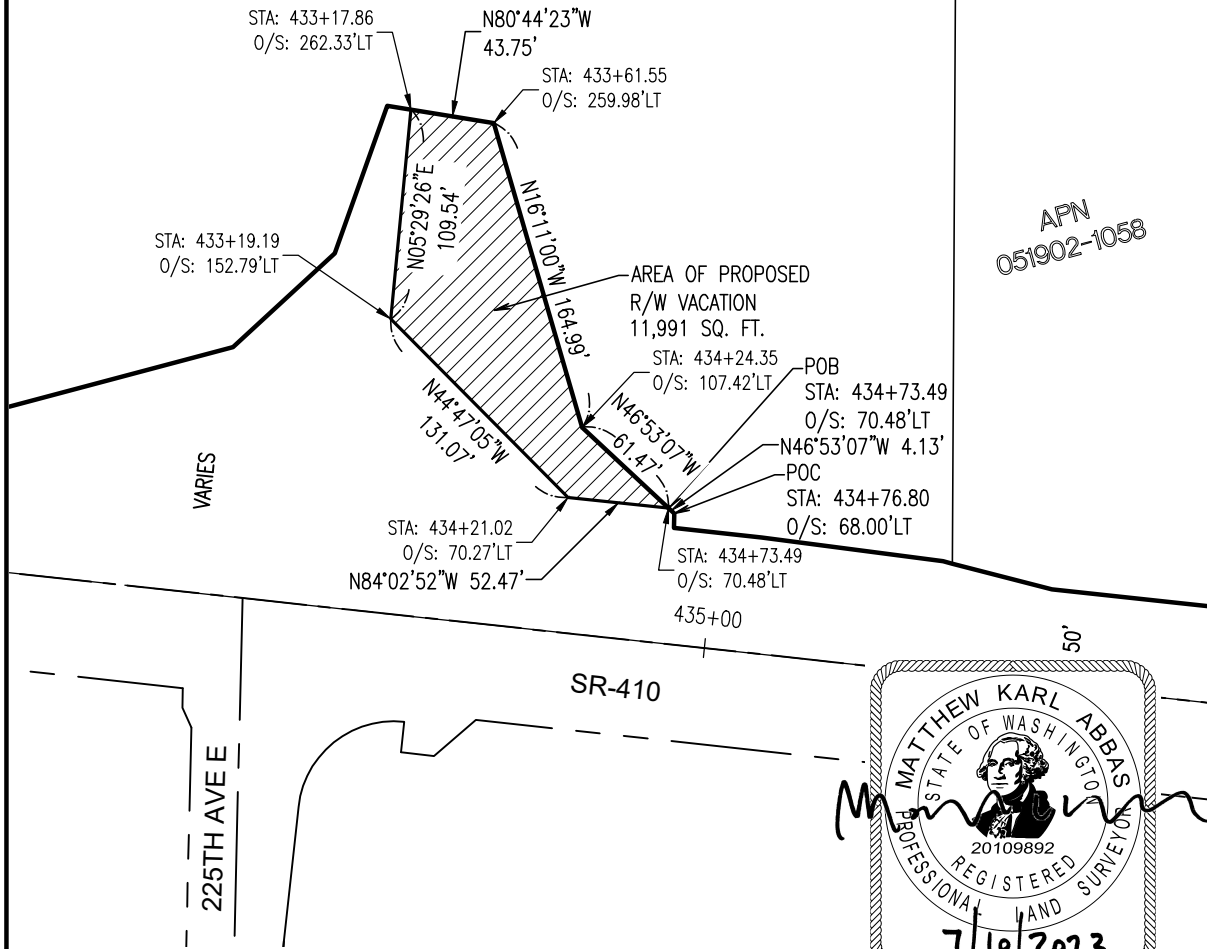 STA: 433+17.86
O/S: 262.33'LT
N80°44'23"W
43.75'
STA: 433+61.55
O/S: 259.98'LT
N05°29'26"E
109.54'
N16°11'00"W 164.99'
STA: 433+19.19
O/S: 152.79'LT
APN
051902-1058
AREA OF PROPOSED
R/W VACATION
11,991 SQ. FT.
STA: 434+24.35
O/S: 107.42'LT
POB
STA: 434+73.49
O/S: 70.48'LT
N46°53'07"W 4.13'
POC
STA: 434+76.80
O/S: 68.00'LT
N46°53'07"W
61.47'
N44°47'05"W
131.07'
VARIES
STA: 434+21.02
O/S: 70.27'LT
N84°02'52"W 52.47'
STA: 434+73.49
O/S: 70.48'LT
435+00
50'
SR-410
225TH AVE E
MATTHEW KARL ABBAS
STATE OF WASHINGTON
20109892
REGISTERED
PROFESSIONAL LAND SURVEYOR